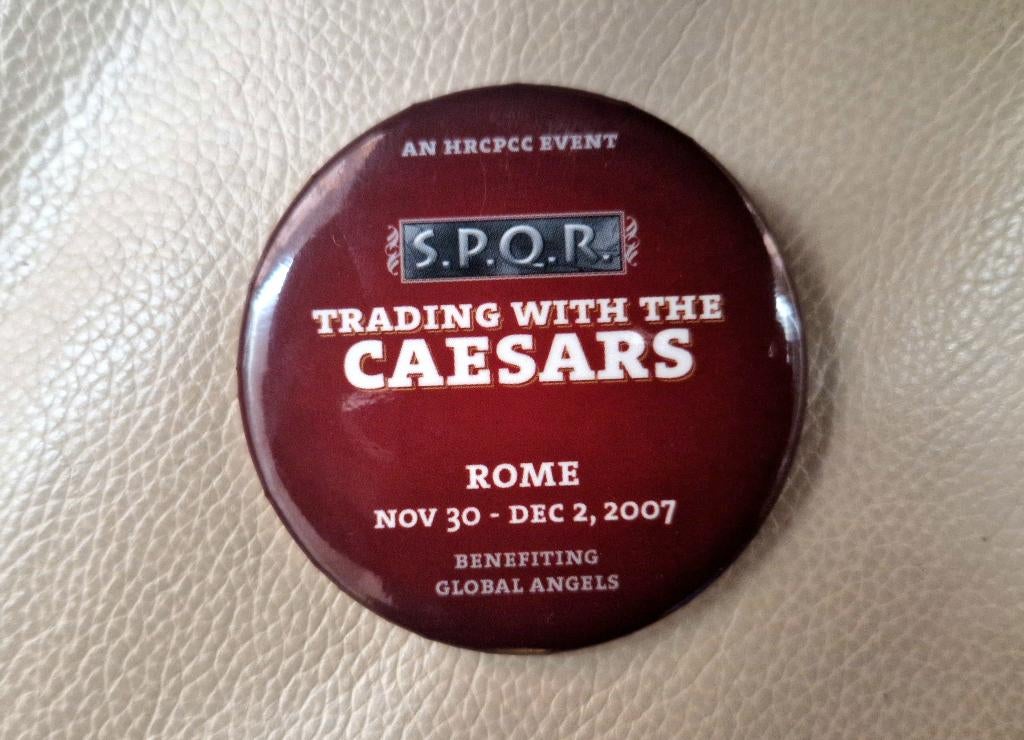 AN HRCPCC EVENT
S.P.Q.R.
TRADING WITH THE
CAESARS
ROME
NOV 30 - DEC 2, 2007
BENEFITING
GLOBAL ANGELS